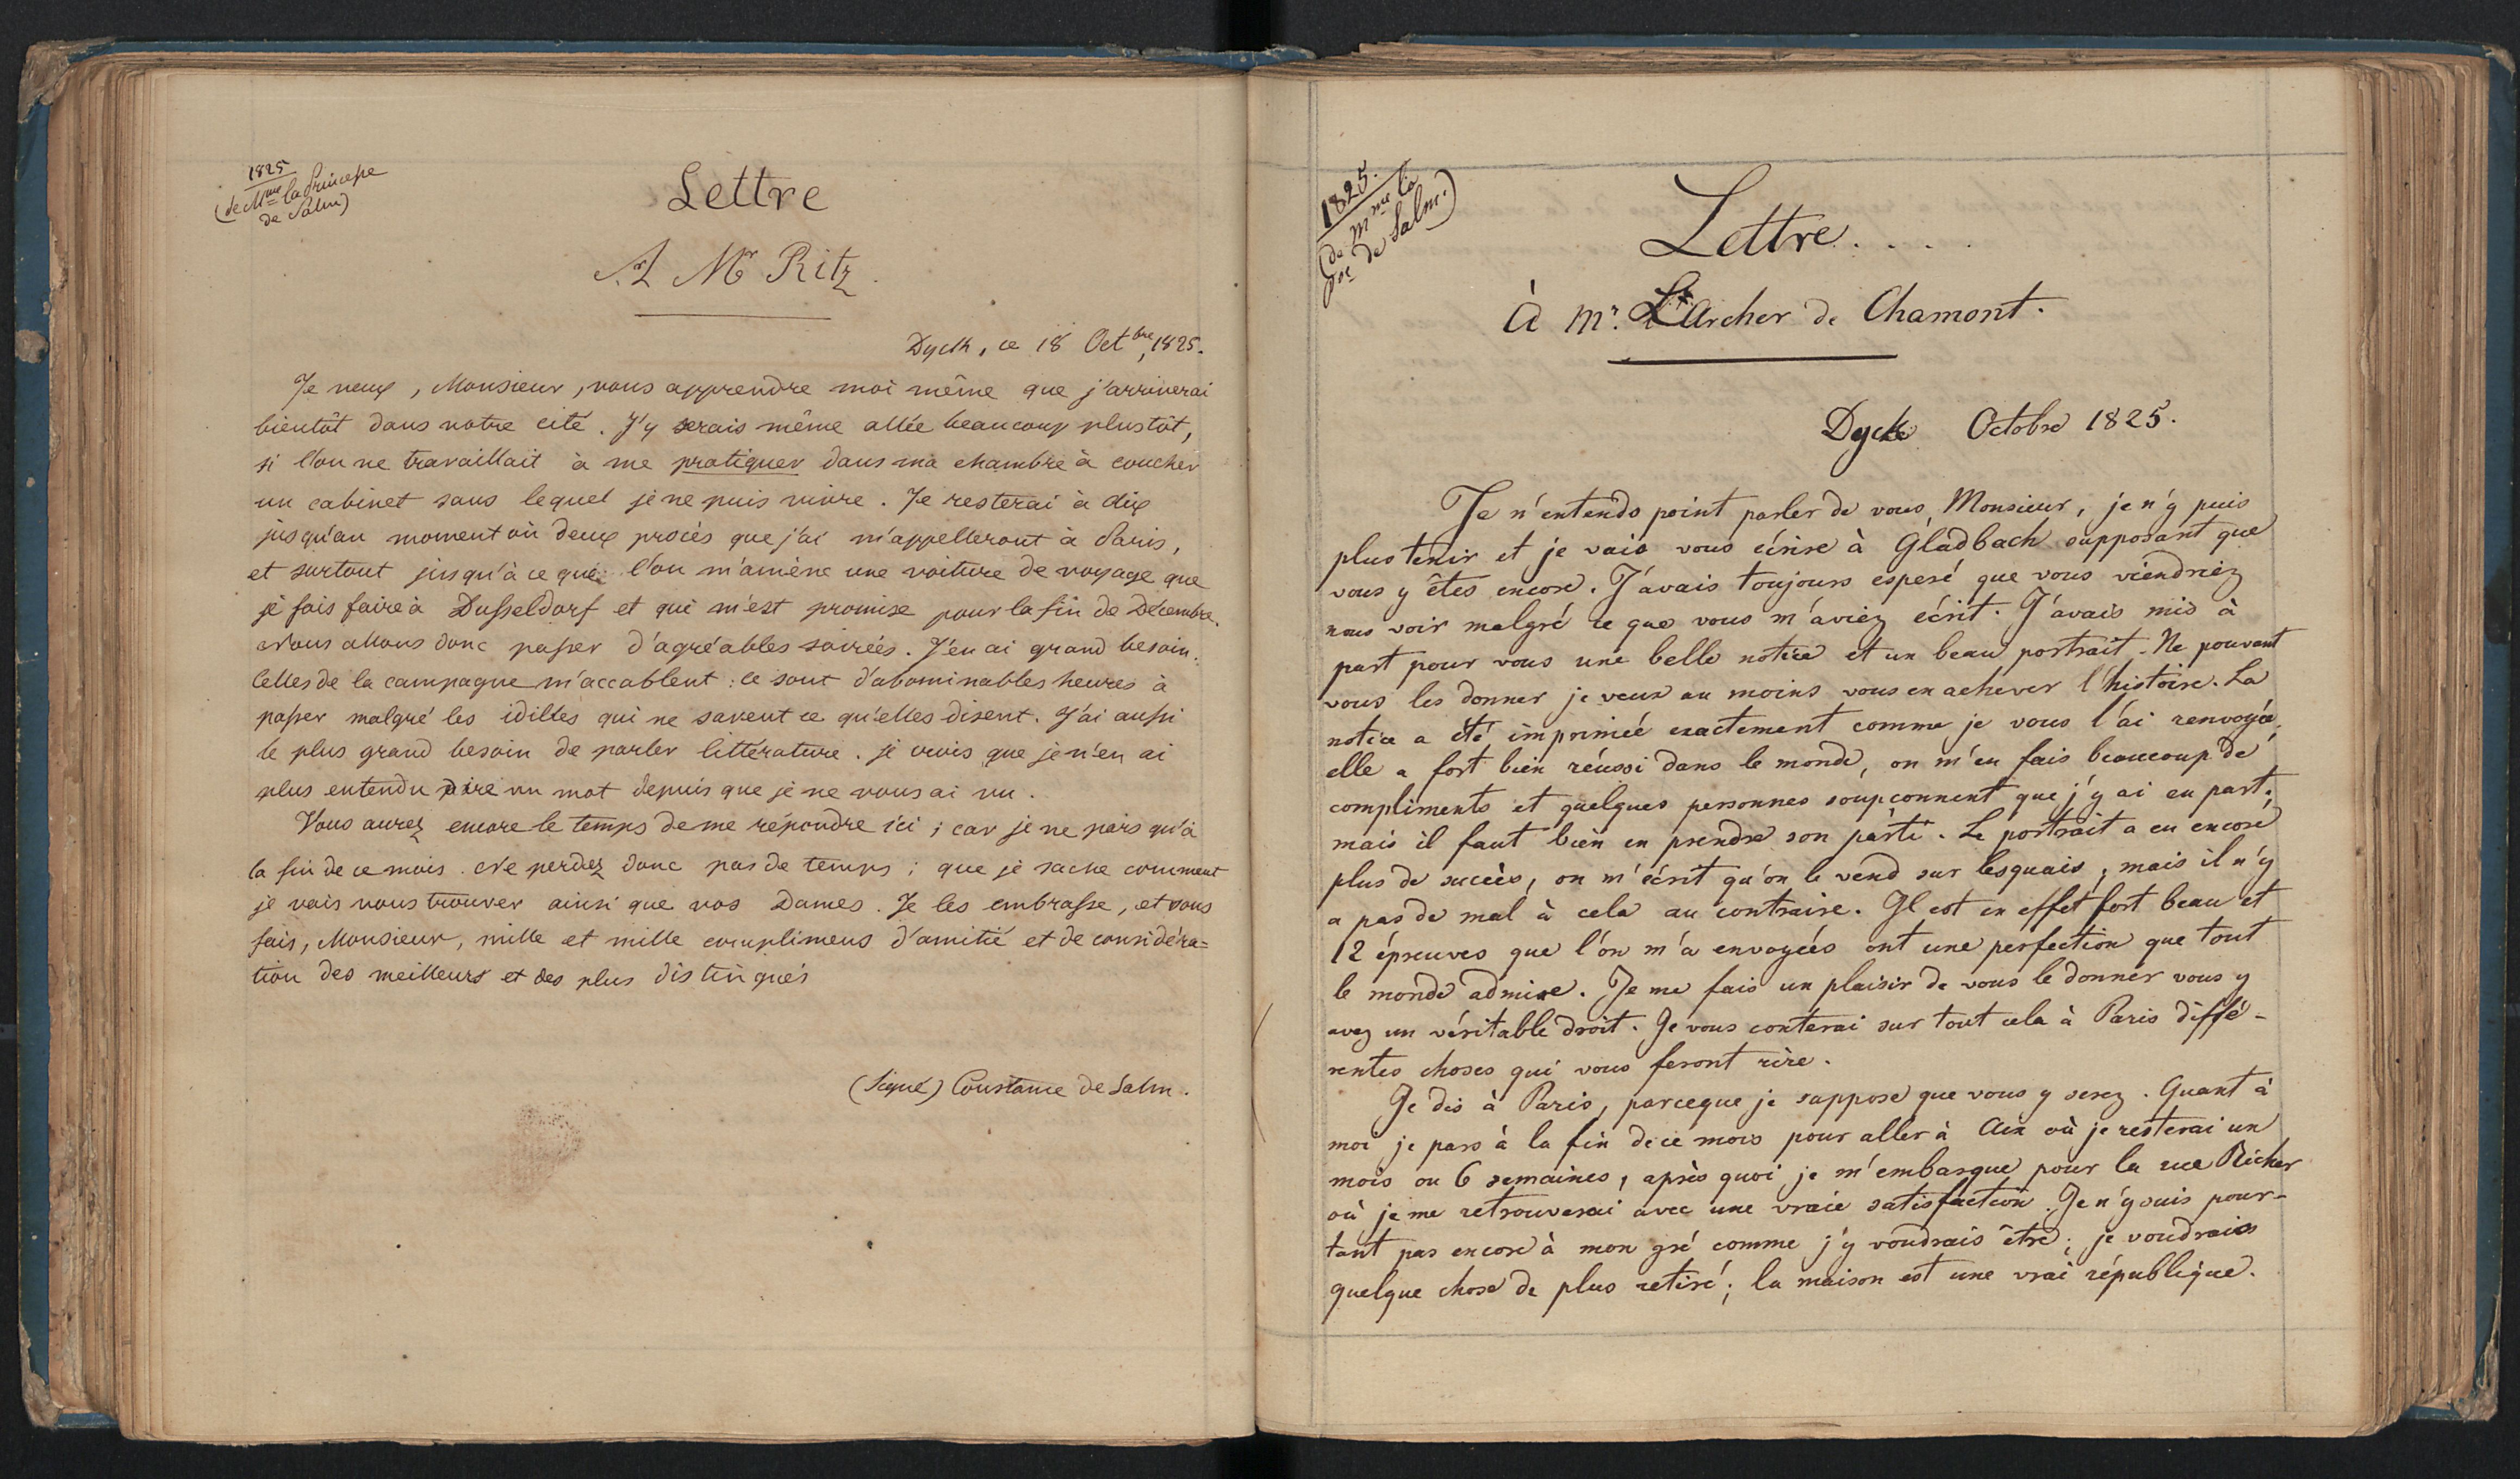 1825
(de Mme la Princesse
de Salm)
Lettre
A Mr Ritz.
Dyck, ce 18 Octbre, 1825.
Je veux, Monsieur, vous apprendre moi même que j'arriverai
bientôt dans votre cité. J'y serais même allée beaucoup plustôt,
si l'on ne travaillait à me pratiquer dans ma chambre à coucher
un cabinet sans lequel je ne puis vivre. Je resterai à Aix
jusqu'au moment où deux procès que j'ai m'appelleront à Paris,
et surtout jusqu'à ce que l'on m'amène une voiture de voyage que
je fais faire à Dusseldorf et qui m'est promise pour la fin de Décembre.
Nous allons donc passer d'agréables soirées. J'en ai grand besoin.
Celles de la campagne m'accablent : ce sont d'abominables heures à
passer malgré les idilles qui ne savent ce qu'elles disent. J'ai aussi
le plus grand besoin de parler littérature. je crois que je n'en ai
plus entendu dire un mot depuis que je ne vous ai vu.
Vous aurez encore le temps de me répondre ici ; car je ne pars qu'à
la fin de ce mois. Ne perdez donc pas de temps ; que je sache comment
je vais vous trouver ainsi que vos Dames. Je les embrasse, et vous
fais, Monsieur, mille et mille complimens d'amitié et de considéra=
tion des meilleurs et des plus distingués
(Signé) Constance de Salm.
1825.
(de Mme la
Pse de Salm.)
Lettre. . . .
à Mr. L'Archer de Chamont.
Dyck Octobre 1825.
Je n'entends point parler de vous, Monsieur, je n'y puis
plus tenir et je vais vous écrire à Gladbach supposant que
vous y êtes encore. J'avais toujours esperé que vous viendriez
nous voir malgré ce que vous m'aviez écrit. J'avais mis à
part pour vous une belle notice et un beau portrait. Ne pouvant
vous les donner je veux au moins vous en achever l'histoire. La
notice a été imprimée exactement comme je vous l'ai renvoyée,
elle a fort bien réussi dans le monde, on m'en fais beaucoup de
compliments et quelques personnes soupçonnent que j'y ai eu part;
mais il faut bien en prendre son parti. Le portrait a eu encore
plus de succès, on m'écrit qu'on le vend sur les quais, mais il n'y
a pas de mal à cela au contraire. Il est en effet fort beau et
12 épreuves que l'on m'a envoyées ont une perfection que tout
le monde admire. Je me fais un plaisir de vous le donner vous y
avez un véritable droit. Je vous conterai sur tout cela à Paris diffé-
rentes choses qui vous feront rire.
Je dis à Paris, parceque je suppose que vous y serez. Quant à
moi je pars à la fin de ce mois pour aller à Aix où je resterai un
mois ou 6 semaines, après quoi je m'embarque pour la rue Richer
où je me retrouverai avec une vraie satisfaction. Je n'y suis pour-
tant pas encore à mon gré comme j'y voudrais être; je voudrais
quelque chose de plus retiré; la maison est une vrai république.